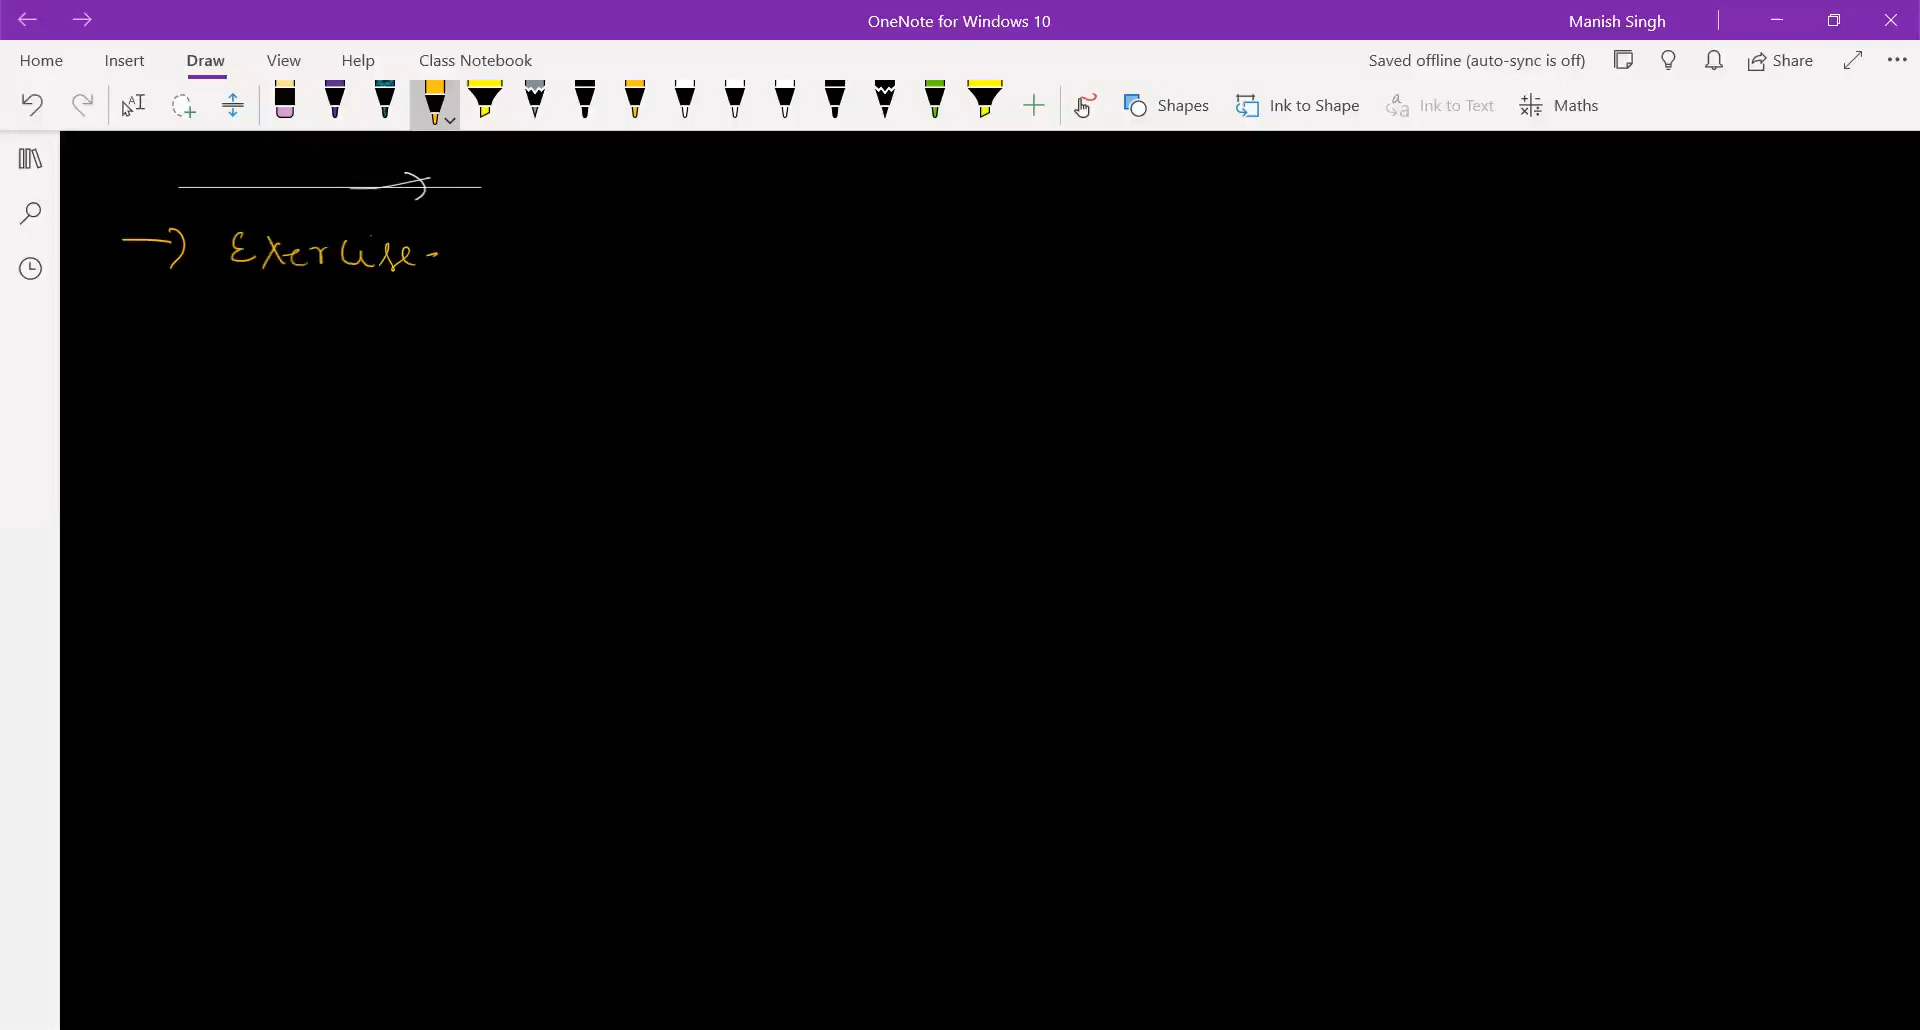 OneNote for Windows 10 Manish Singh
Home Insert Draw View Help Class Notebook Saved offline (auto-sync is off) Share
Shapes Ink to Shape Ink to Text Maths
→ Exercise -